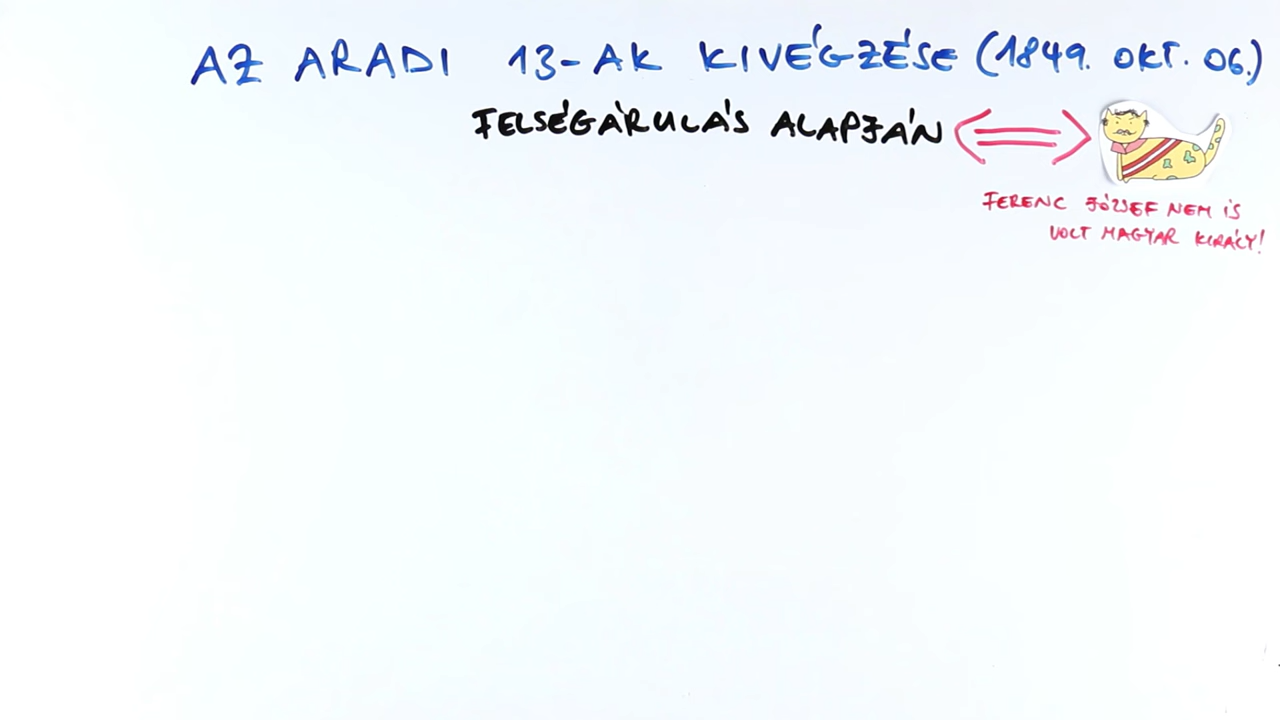 AZ ARADI 13-AK KIVÉGZÉSE (1849. OKT. 06.)
FELSÉGÁRULÁS ALAPJÁN
FERENC JÓZSEF NEM IS
VOLT MAGYAR KIRÁLY!